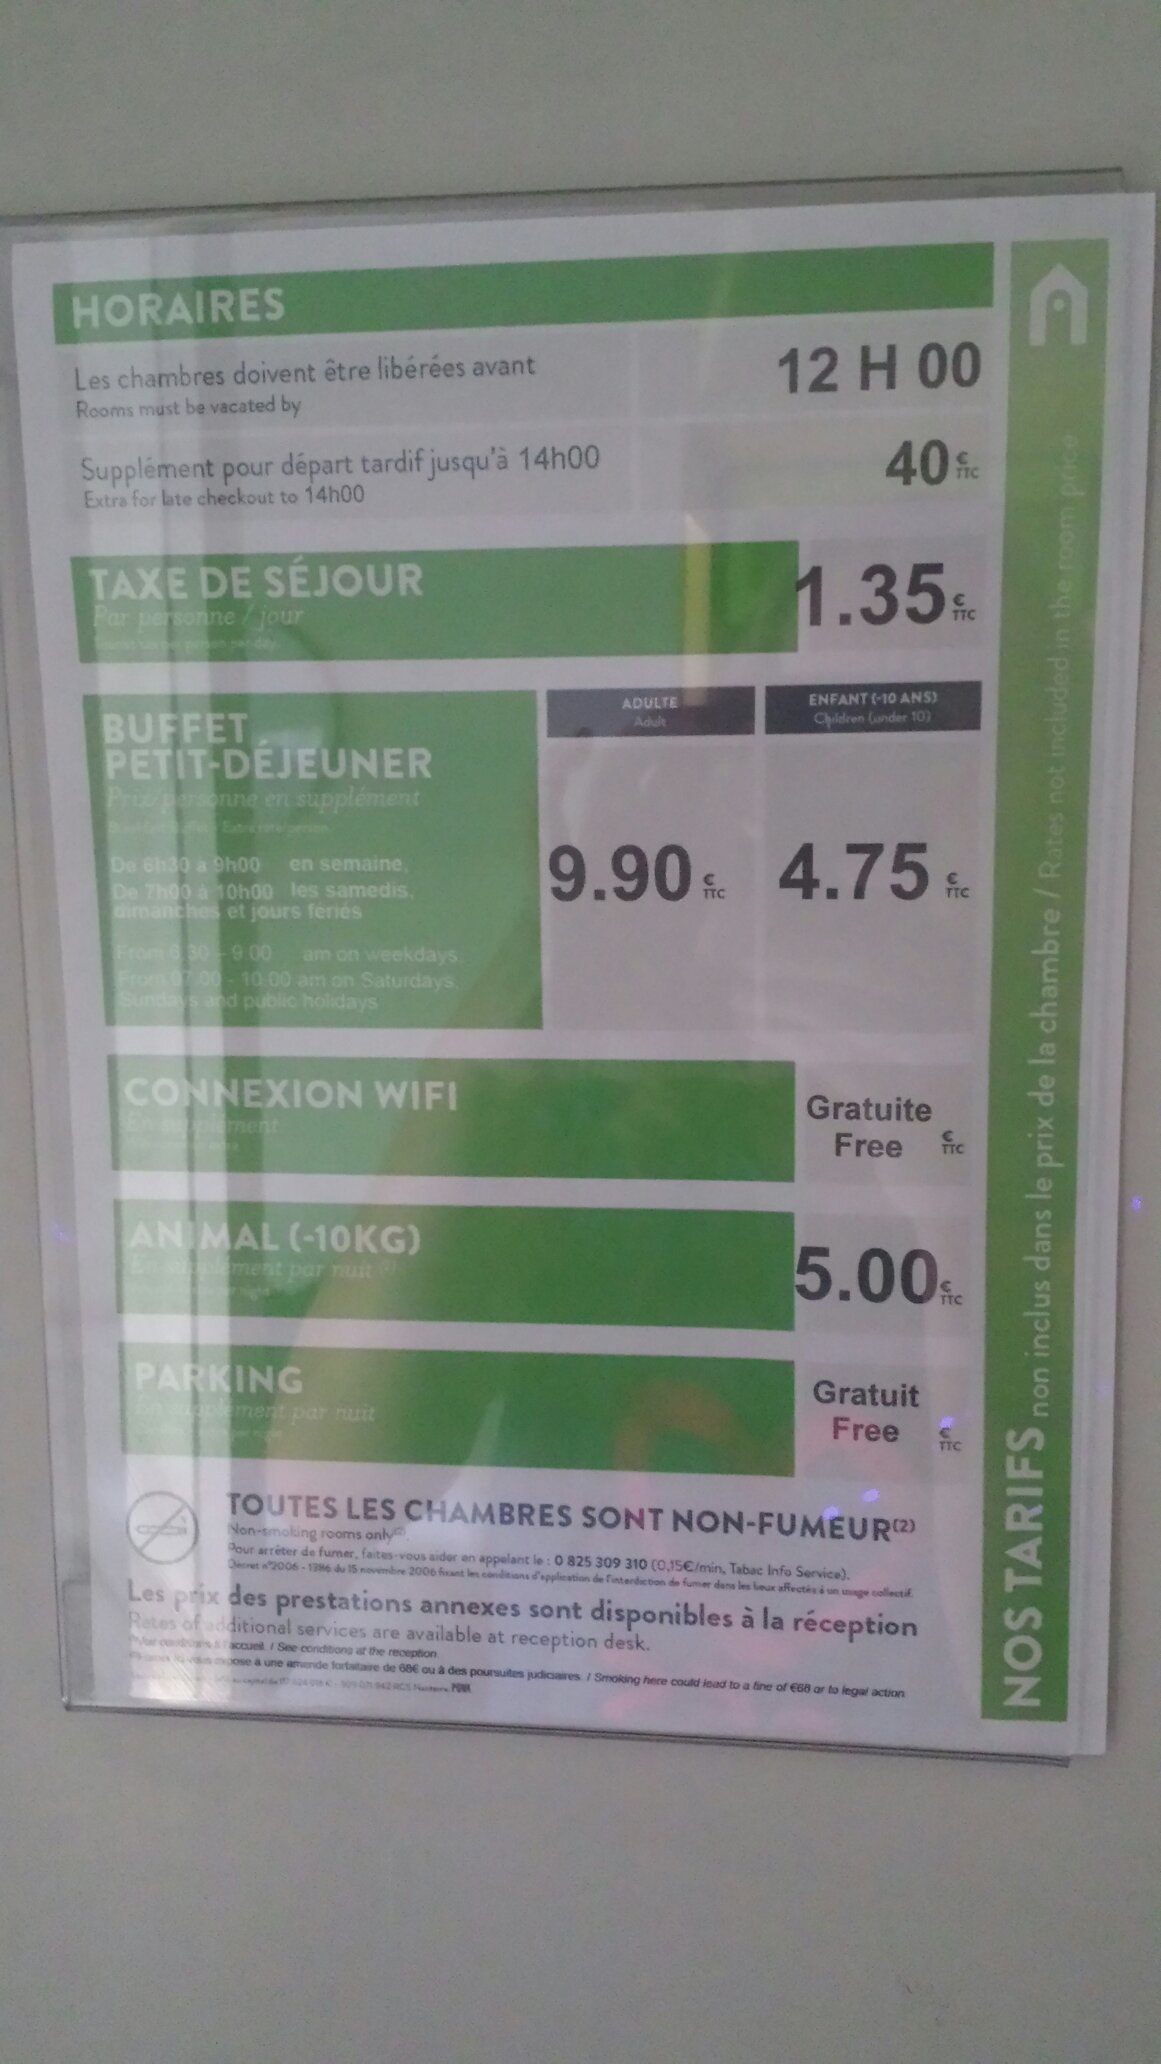 HORAIRES
Les chambres doivent être libérées avant
Rooms must be vacated by
12 H 00
Supplément pour départ tardif jusqu'à 14h00
Extra for late checkout to 14h00
40 € TTC
TAXE DE SÉJOUR
Par personne / jour
1.35 € TTC
BUFFET
PETIT-DÉJEUNER
Prix/personne en supplément
De 6h30 à 9h00 en semaine,
De 7h00 à 10h00 les samedis,
dimanches et jours fériés
From 6.30 - 9.00 am on weekdays,
From 07.00 - 10.00 am on Saturdays,
Sundays and public holidays
ADULTE
Adult
9.90 € TTC
ENFANT (-10 ANS)
Children (under 10)
4.75 € TTC
CONNEXION WIFI
En supplément
Gratuite
Free € TTC
ANIMAL (-10KG)
En supplément par nuit (1)
5.00 € TTC
PARKING
supplément par nuit
Gratuit
Free € TTC
TOUTES LES CHAMBRES SONT NON-FUMEUR(2)
Non-smoking rooms only(2).
Pour arrêter de fumer, faites-vous aider en appelant le : 0 825 309 310 (0,15€/min, Tabac Info Service).
Décret n°2006 - 1386 du 15 novembre 2006 fixant les conditions d'application de l'interdiction de fumer dans les lieux affectés à un usage collectif.
Les prix des prestations annexes sont disponibles à la réception
Rates of additional services are available at reception desk.
conditions à l'accueil. / See conditions at the reception
expose à une amende forfaitaire de 68€ ou à des poursuites judiciaires. / Smoking here could lead to a fine of €68 or to legal action
NOS TARIFS non inclus dans le prix de la chambre / Rates not included in the room price